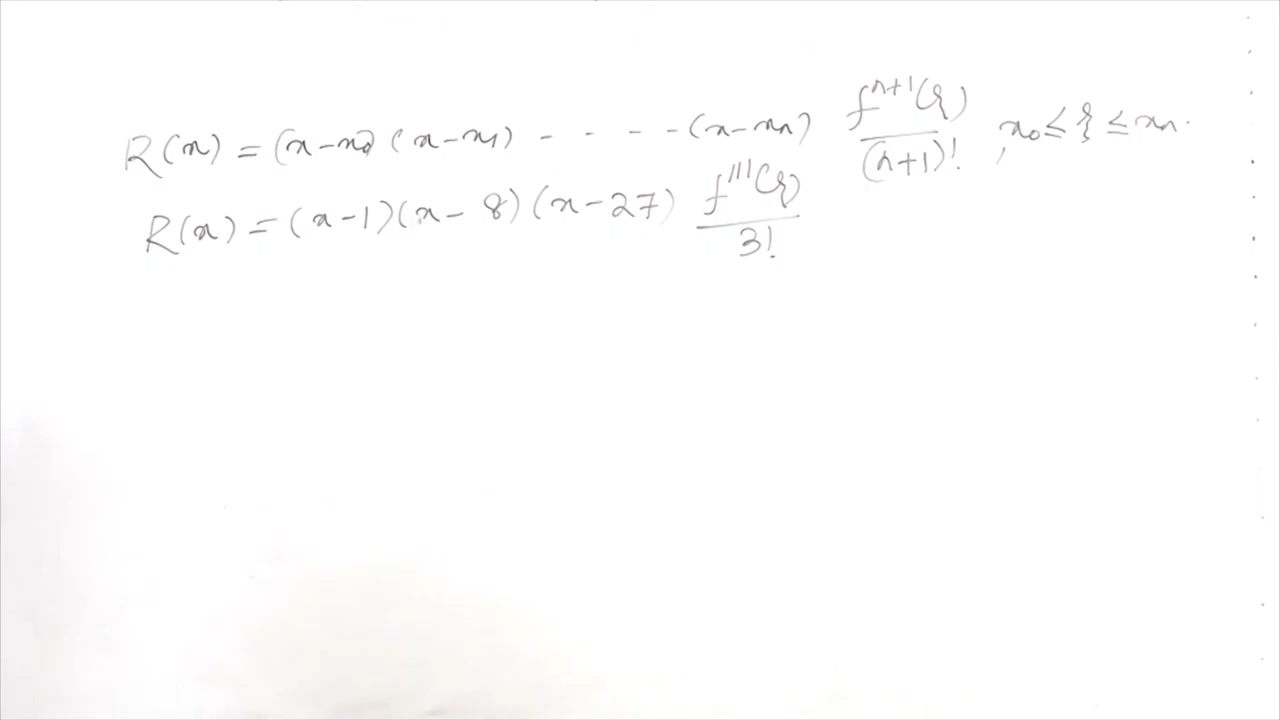 R(x) = (x-x₀)(x-x₁) - - - - (x-xₙ) fⁿ⁺¹(ξ)/(n+1)! , x₀ ≤ ξ ≤ xₙ.
R(x) = (x-1)(x-8)(x-27) f'''(ξ)/3!